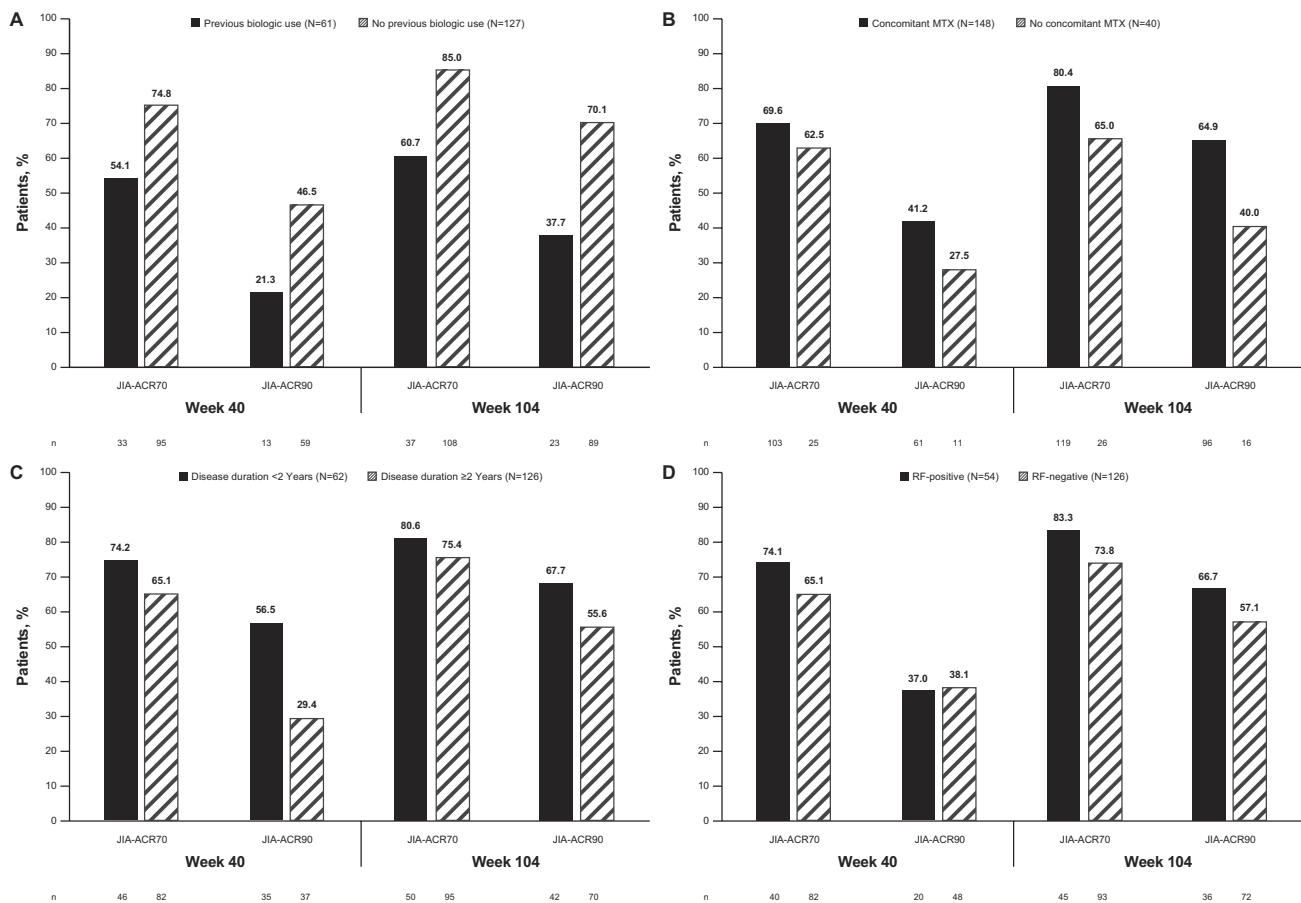 A
Previous biologic use (N=61) No previous biologic use (N=127)
Patients, %
100
90
80
70
60
50
40
30
20
10
0
54.1 74.8 21.3 46.5 60.7 85.0 37.7 70.1
JIA-ACR70 JIA-ACR90 JIA-ACR70 JIA-ACR90
Week 40 Week 104
n 33 95 13 59 37 108 23 89
B
Concomitant MTX (N=148) No concomitant MTX (N=40)
Patients, %
100
90
80
70
60
50
40
30
20
10
0
69.6 62.5 41.2 27.5 80.4 65.0 64.9 40.0
JIA-ACR70 JIA-ACR90 JIA-ACR70 JIA-ACR90
Week 40 Week 104
n 103 25 61 11 119 26 96 16
C
Disease duration <2 Years (N=62) Disease duration ≥2 Years (N=126)
Patients, %
100
90
80
70
60
50
40
30
20
10
0
74.2 65.1 56.5 29.4 80.6 75.4 67.7 55.6
JIA-ACR70 JIA-ACR90 JIA-ACR70 JIA-ACR90
Week 40 Week 104
n 46 82 35 37 50 95 42 70
D
RF-positive (N=54) RF-negative (N=126)
Patients, %
100
90
80
70
60
50
40
30
20
10
0
74.1 65.1 37.0 38.1 83.3 73.8 66.7 57.1
JIA-ACR70 JIA-ACR90 JIA-ACR70 JIA-ACR90
Week 40 Week 104
n 40 82 20 48 45 93 36 72